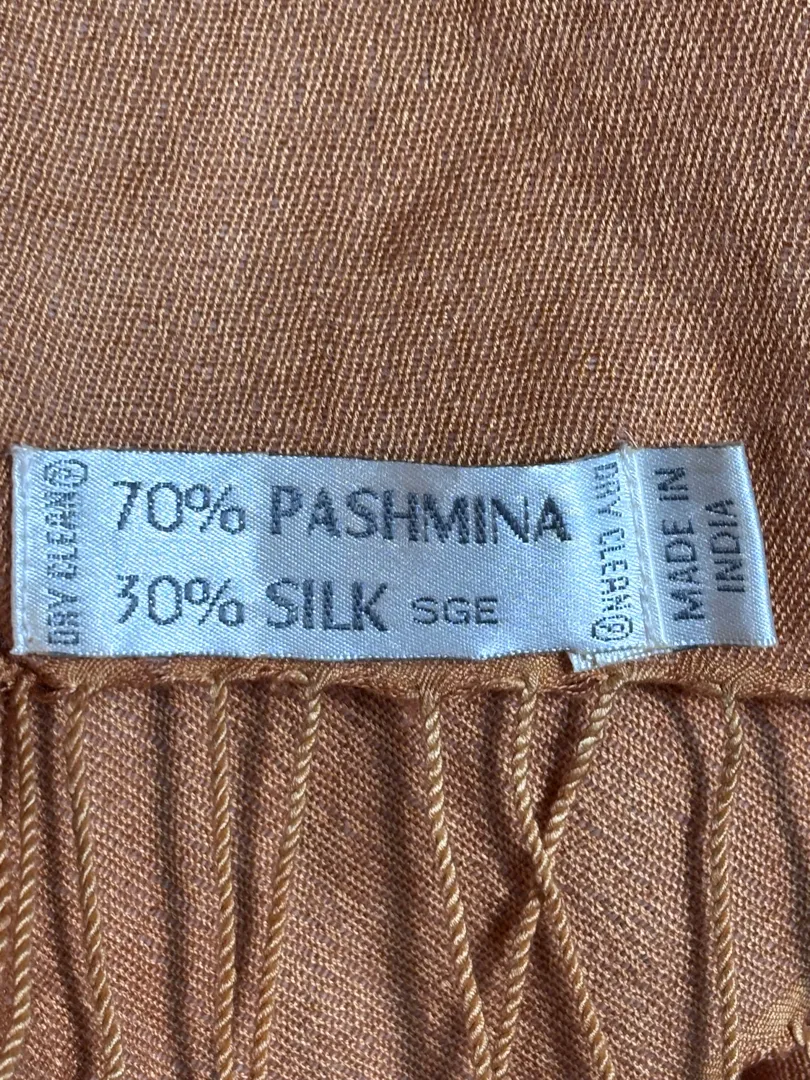 DRY CLEAN Ⓟ
70% PASHMINA
30% SILK SGE
DRY CLEAN Ⓟ
MADE IN
INDIA